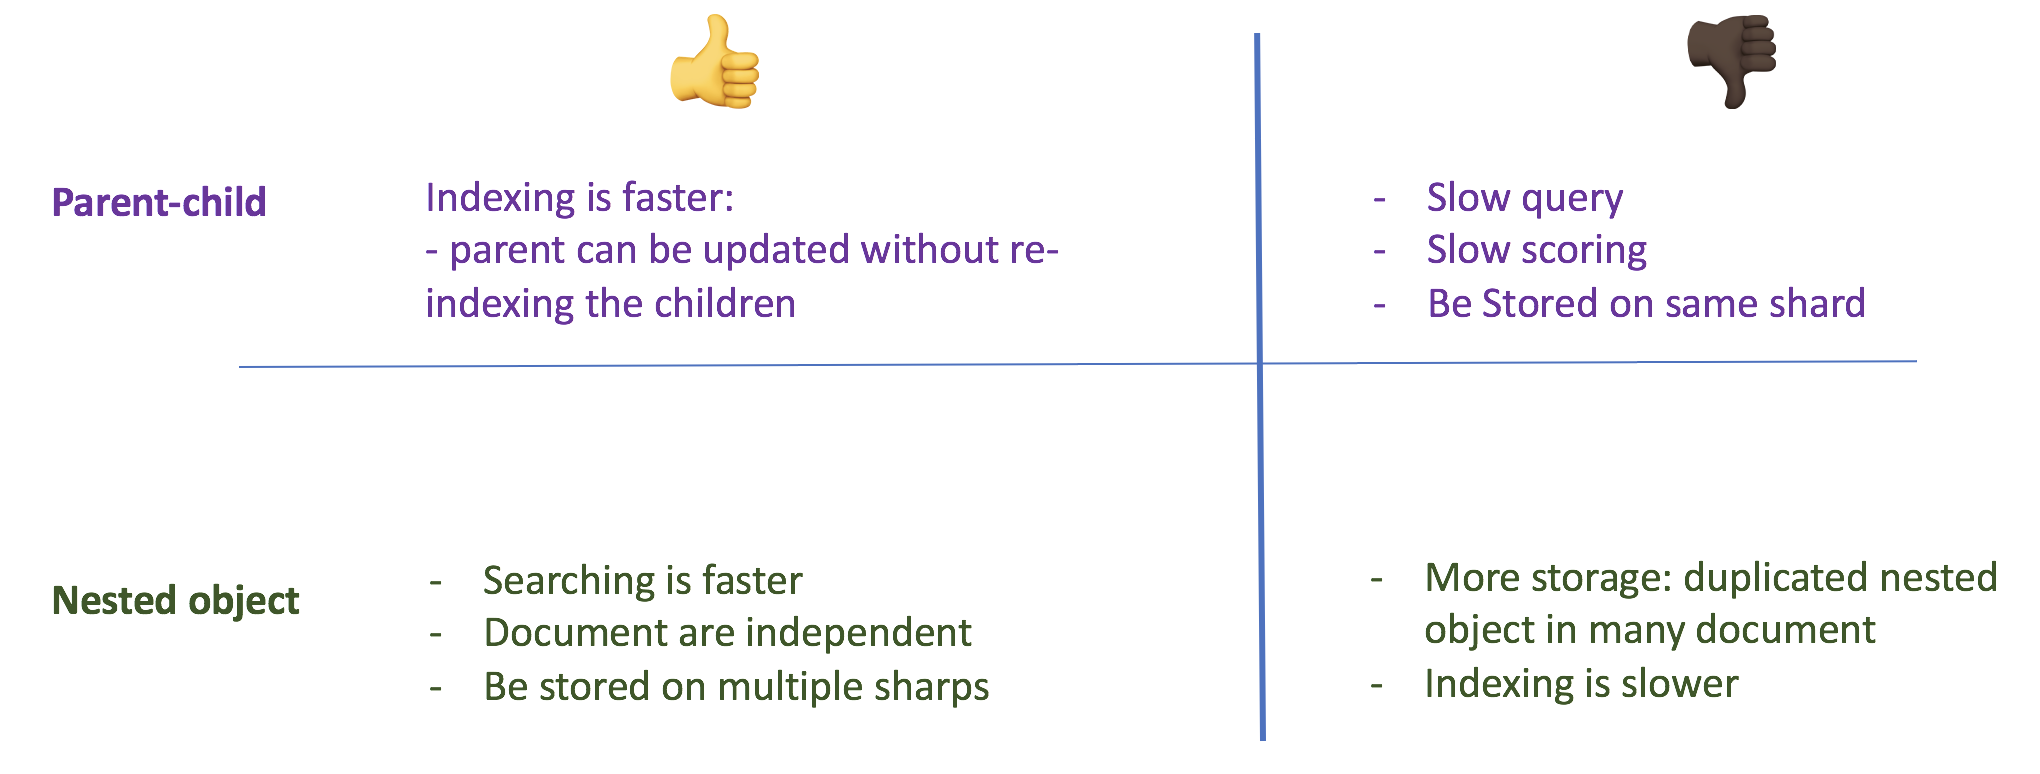 Parent-child
Indexing is faster:
- parent can be updated without re-
indexing the children
- Slow query
- Slow scoring
- Be Stored on same shard
Nested object
- Searching is faster
- Document are independent
- Be stored on multiple sharps
- More storage: duplicated nested
object in many document
- Indexing is slower